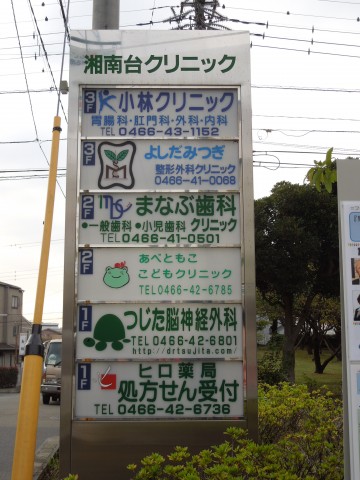 湘南台クリニック
3F 小林クリニック
胃腸科・肛門科・外科・内科
TEL 0466-43-1152
3F よしだみつぎ
整形外科クリニック
0466-41-0068
2F mdc まなぶ歯科
•一般歯科•小児歯科 クリニック
TEL 0466-41-0501
2F あべともこ
こどもクリニック
TEL0466-42-6785
1F つじた脳神経外科
TEL 0466-42-6801
http://drtsujita.com/
1F ヒロ薬局
処方せん受付
TEL 0466-42-6736